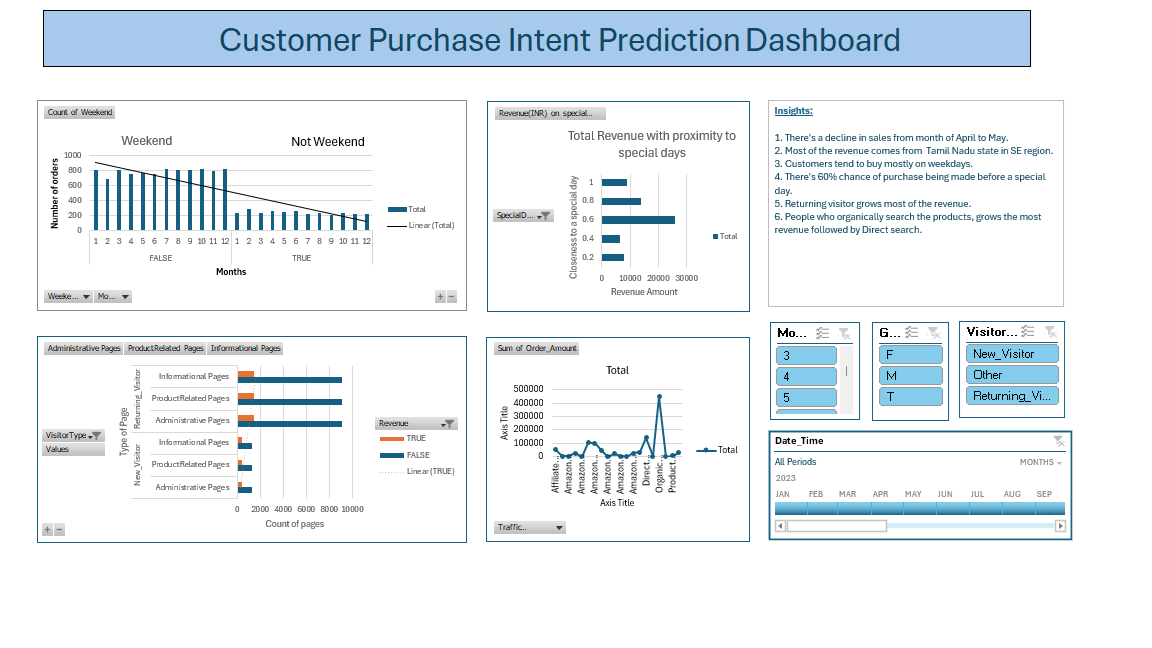 Customer Purchase Intent Prediction Dashboard
Count of Weekend
Weekend
Not Weekend
Number of orders
1000
800
600
400
200
0
1 2 3 4 5 6 7 8 9 10 11 12 1 2 3 4 5 6 7 8 9 10 11 12
FALSE TRUE
Months
Total
Linear (Total)
Weeke...
Mo...
+ −
Revenue(INR) on special...
Total Revenue with proximity to
special days
Closeness to a special day
1
0.8
0.6
0.4
0.2
0 10000 20000 30000
Revenue Amount
SpecialD...
Total
Insights:
1. There's a decline in sales from month of April to May.
2. Most of the revenue comes from Tamil Nadu state in SE region.
3. Customers tend to buy mostly on weekdays.
4. There's 60% chance of purchase being made before a special
day.
5. Returning visitor grows most of the revenue.
6. People who organically search the products, grows the most
revenue followed by Direct search.
Administrative Pages ProductRelated Pages Informational Pages
VisitorType
Values
Type of Page
Returning_Visitor
Informational Pages
ProductRelated Pages
Administrative Pages
New_Visitor
Informational Pages
ProductRelated Pages
Administrative Pages
0 2000 4000 6000 8000 10000
Count of pages
Revenue
TRUE
FALSE
Linear (TRUE)
+ −
Sum of Order_Amount
Total
Axis Title
500000
400000
300000
200000
100000
0
Affiliate...
Amazon..
Amazon..
Amazon..
Amazon..
Amazon..
Amazon..
Direct..
Organic..
Product..
Axis Title
Total
Traffic..
Mo...
3
4
5
G...
F
M
T
Visitor...
New_Visitor
Other
Returning_Vi...
Date_Time
All Periods
MONTHS
2023
JAN FEB MAR APR MAY JUN JUL AUG SEP